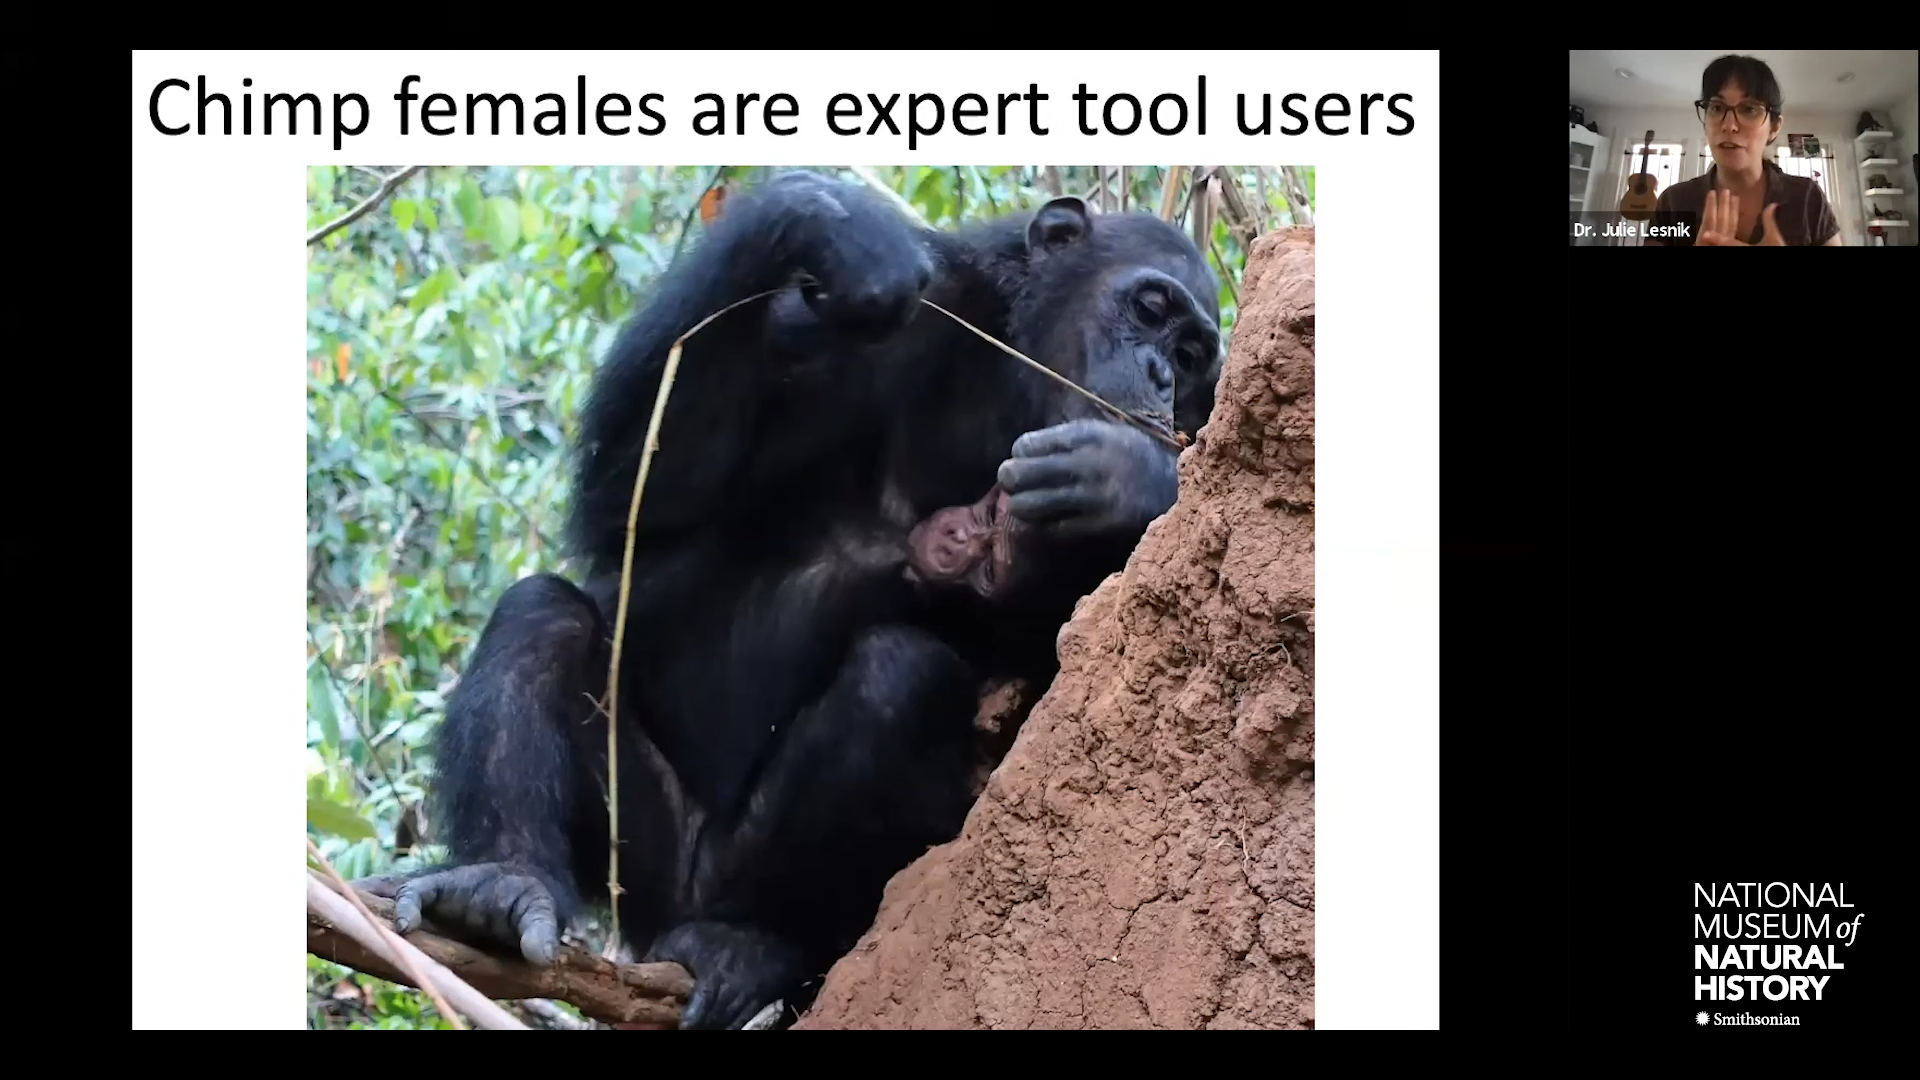 Chimp females are expert tool users
Dr. Julie Lesnik
NATIONAL
MUSEUM of
NATURAL
HISTORY
Smithsonian